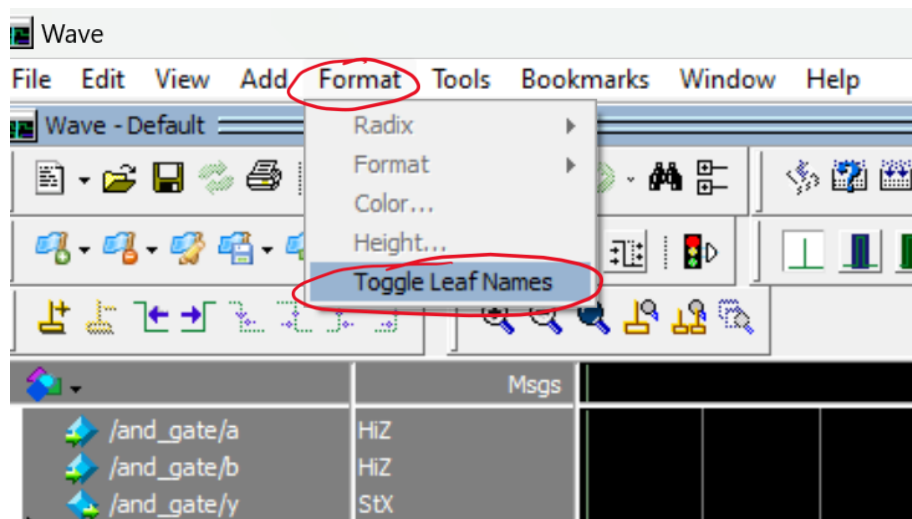 Wave
File Edit View Add Format Tools Bookmarks Window Help
Wave - Default
Radix
Format
Color...
Height...
Toggle Leaf Names
Msgs
/and_gate/a HiZ
/and_gate/b HiZ
/and_gate/y StX